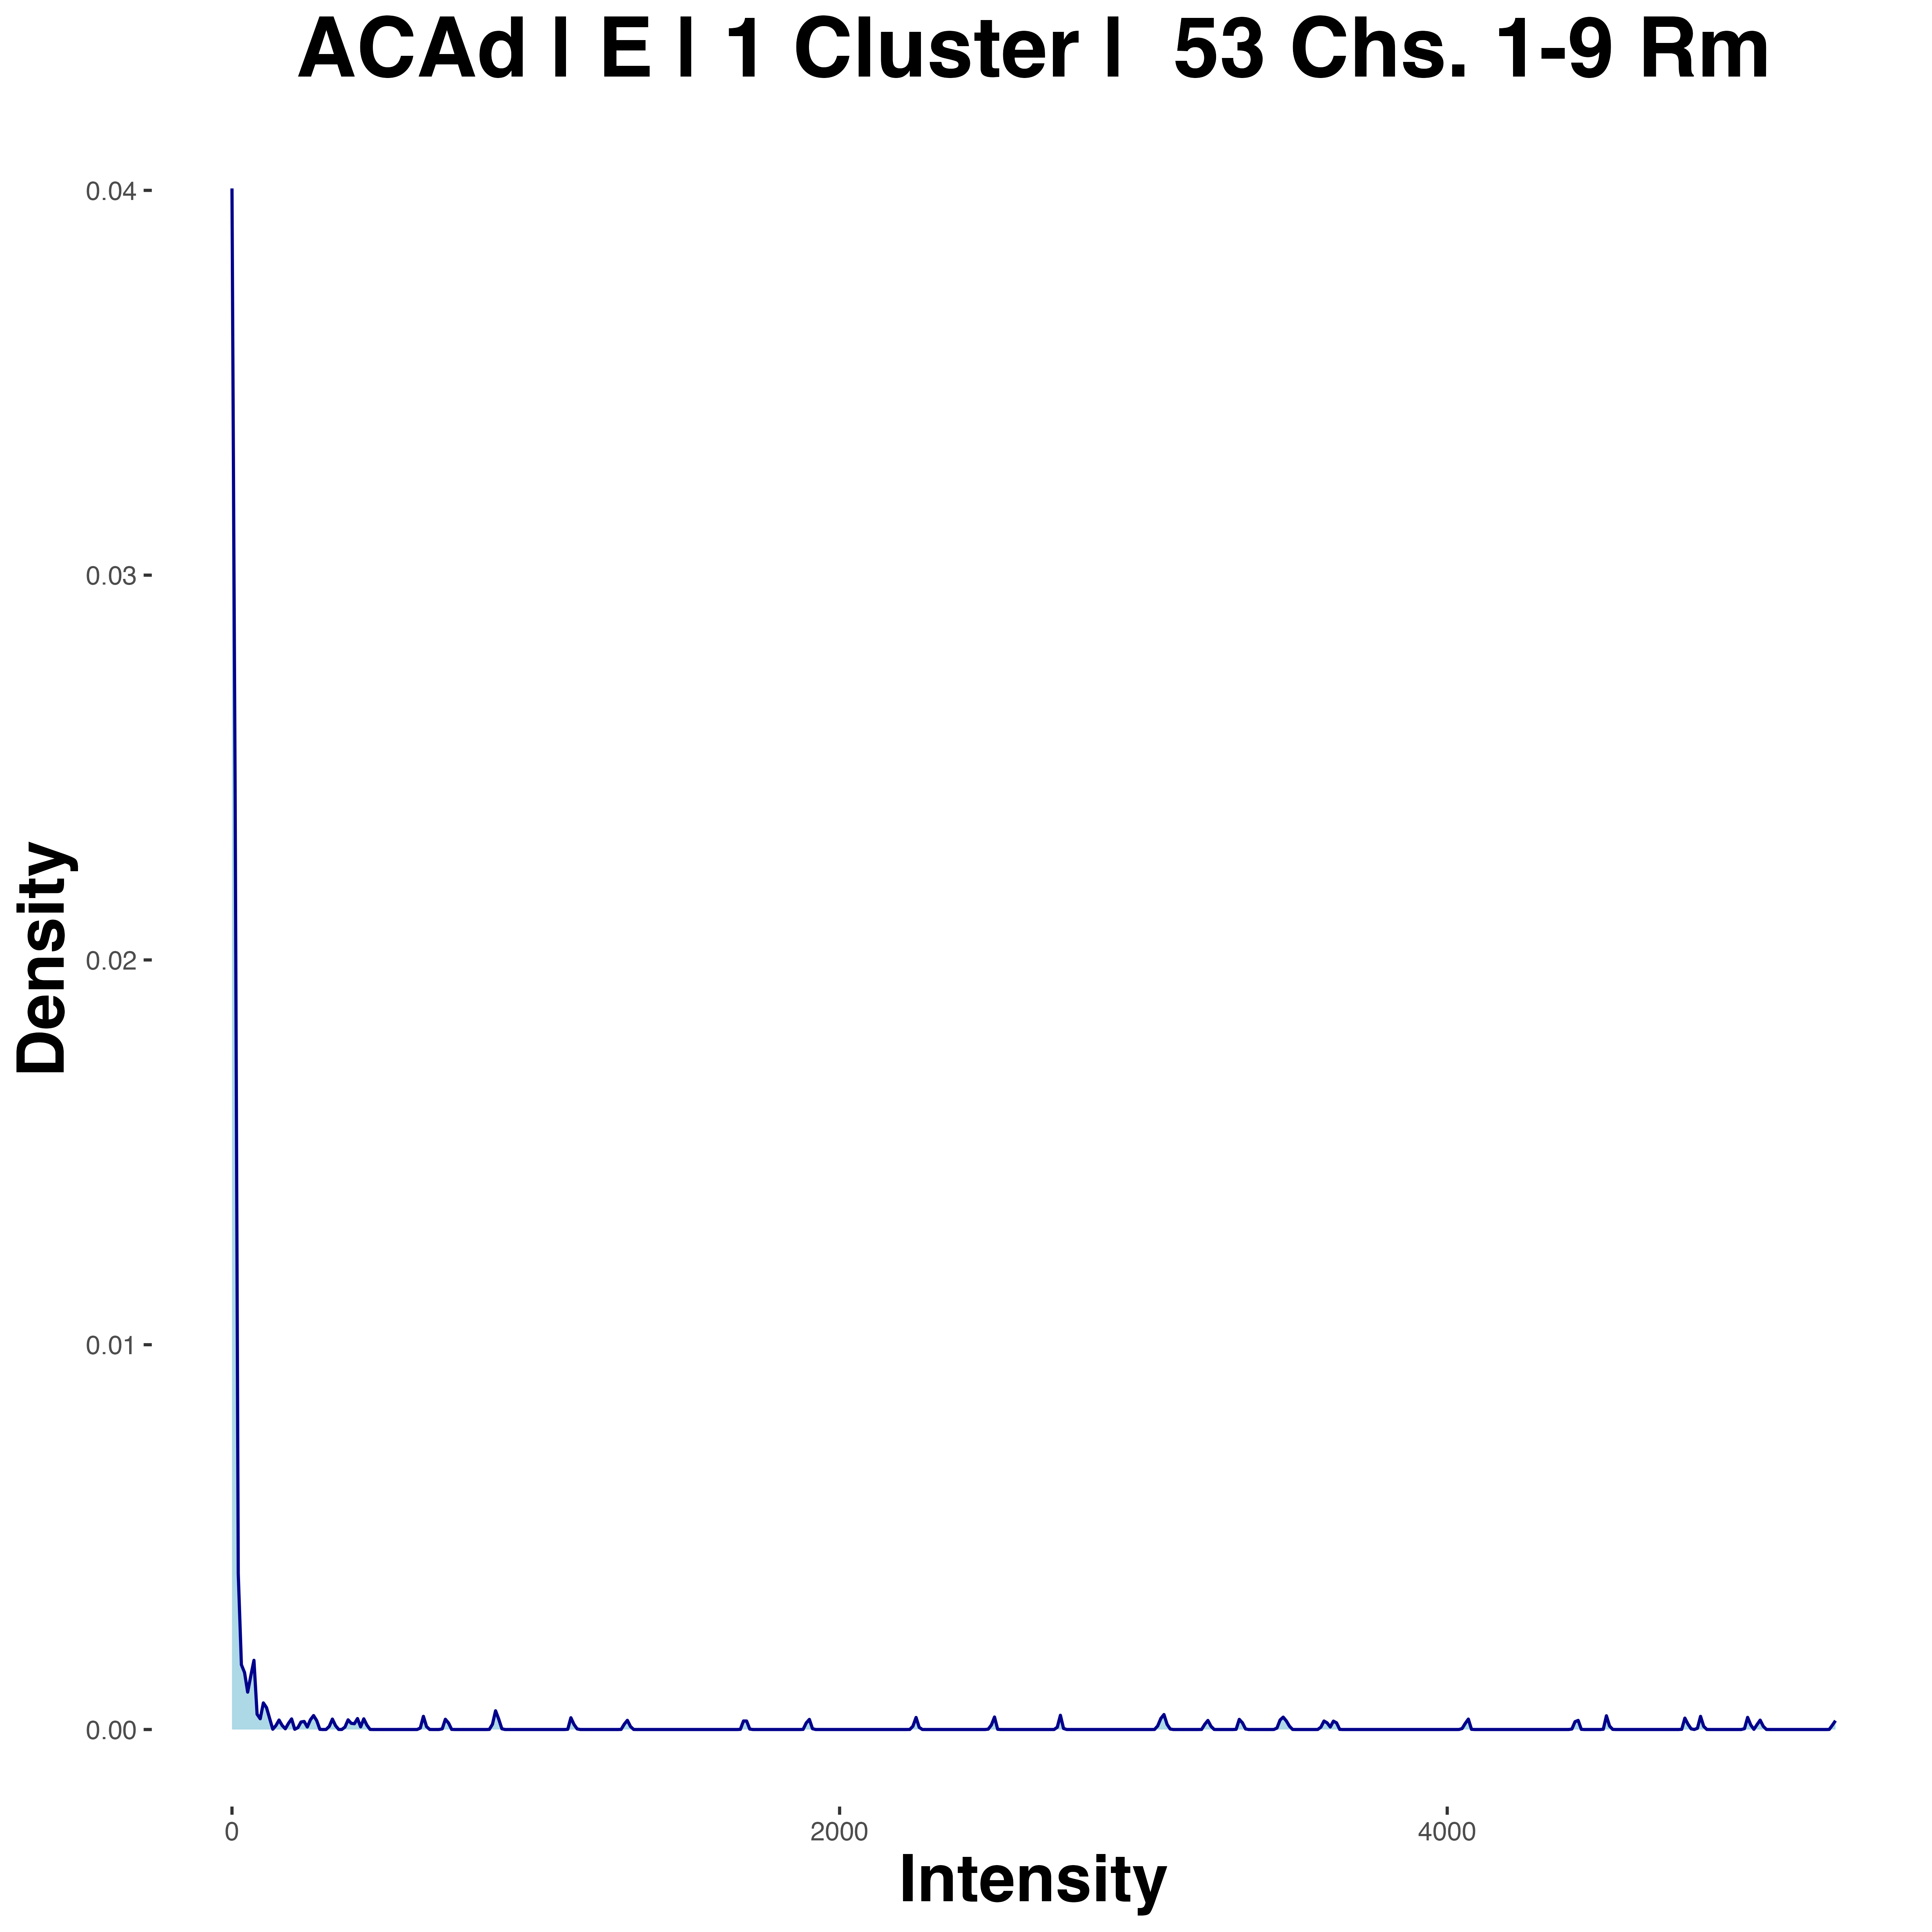 ACAd | E | 1 Cluster | 53 Chs. 1-9 Rm
Density
0.04
0.03
0.02
0.01
0.00
0 2000 4000
Intensity